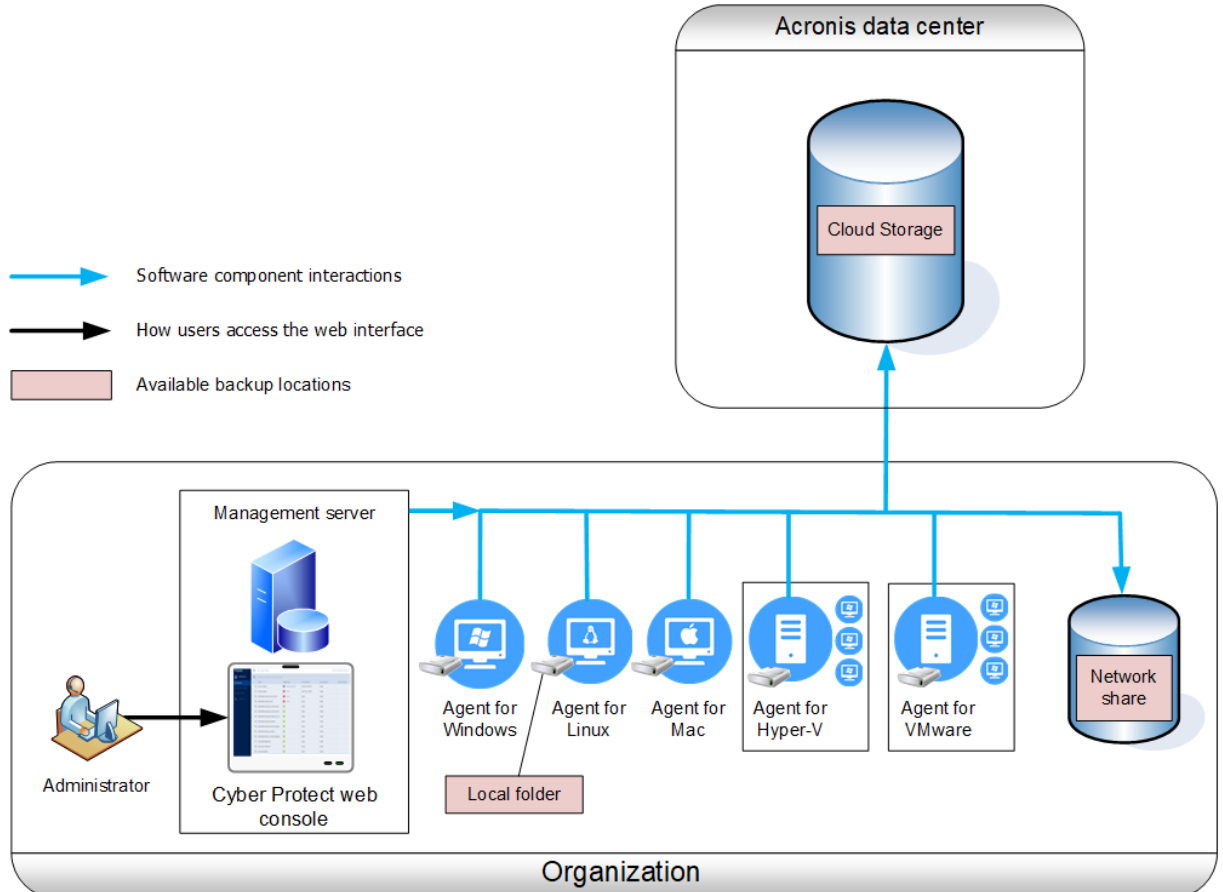 Acronis data center
Cloud Storage
Software component interactions
How users access the web interface
Available backup locations
Management server
Agent for
Windows
Agent for
Linux
Agent for
Mac
Agent for
Hyper-V
Agent for
VMware
Network
share
Administrator
Cyber Protect web
console
Local folder
Organization